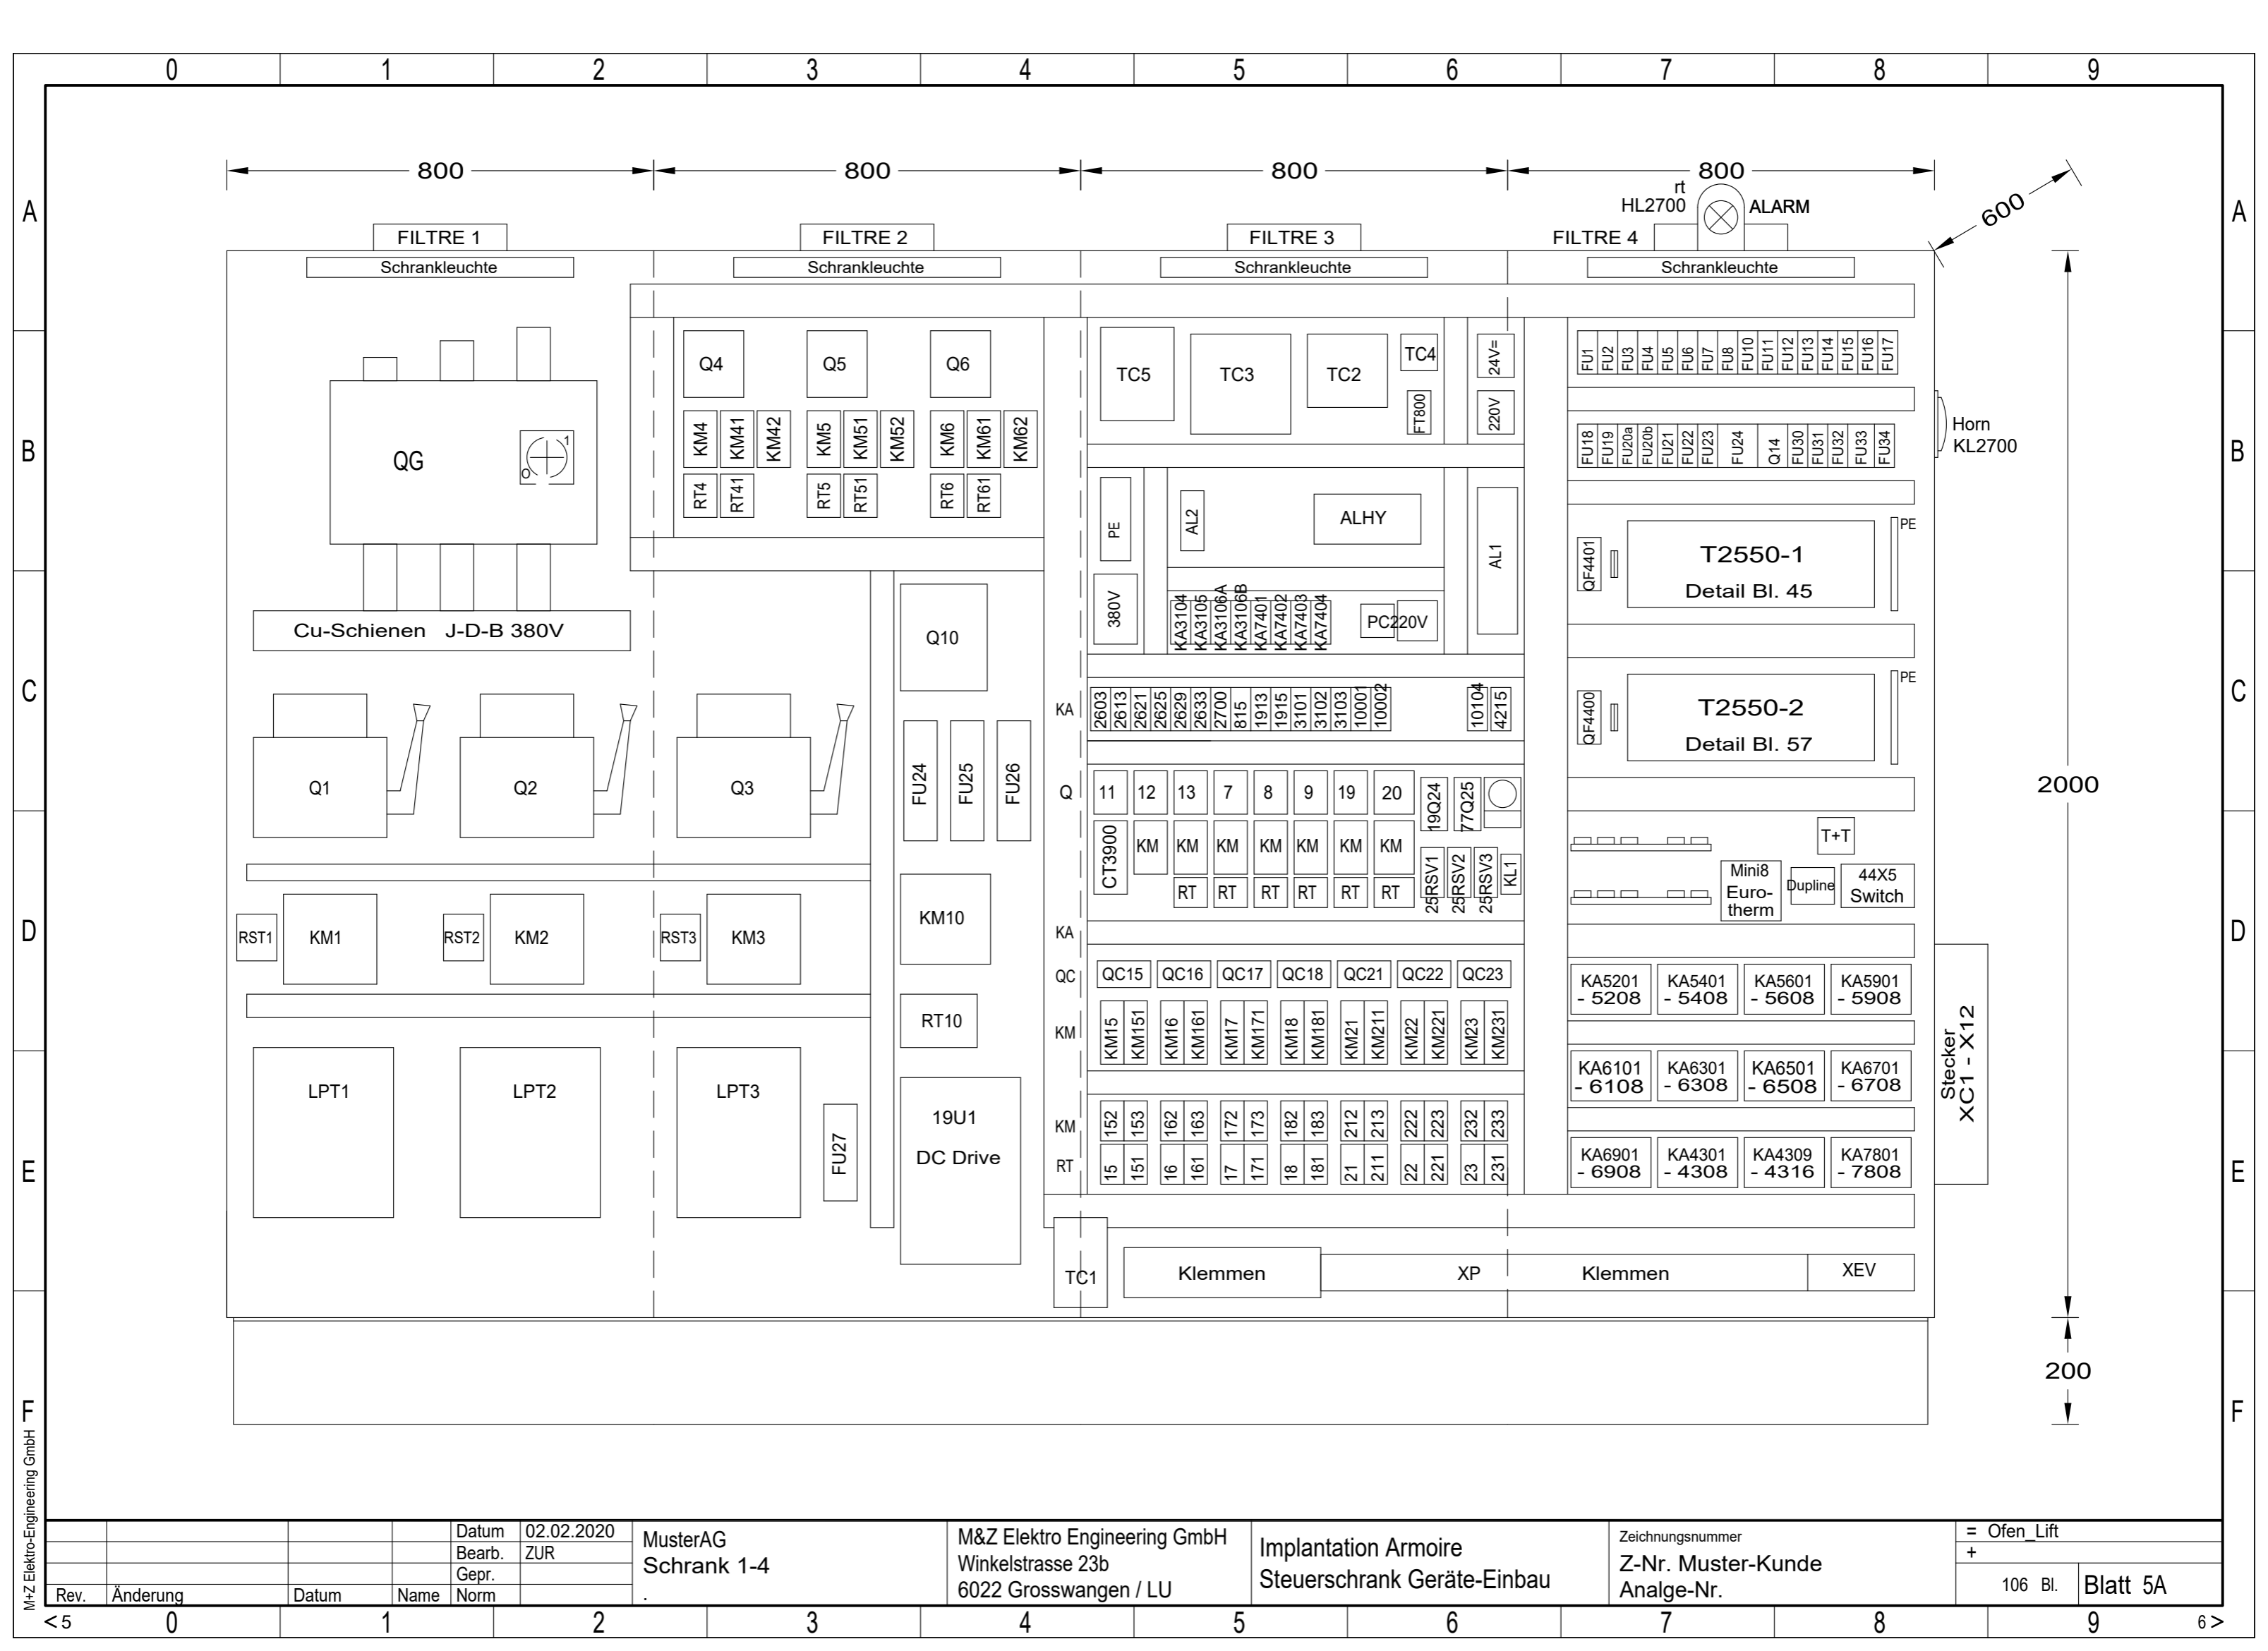 0 1 2 3 4 5 6 7 8 9
A A
B B
C C
D D
E E
F F
800 800 800 800
600
rt
HL2700 ALARM
FILTRE 1 FILTRE 2 FILTRE 3 FILTRE 4
Schrankleuchte Schrankleuchte Schrankleuchte Schrankleuchte
2000
200
QG
1
O
Cu-Schienen J-D-B 380V
Q1 Q2 Q3
RST1 KM1 RST2 KM2 RST3 KM3
LPT1 LPT2 LPT3
FU27
Q4 Q5 Q6
KM4 KM41 KM42 KM5 KM51 KM52 KM6 KM61 KM62
RT4 RT41 RT5 RT51 RT6 RT61
Q10
FU24 FU25 FU26
KM10
RT10
19U1
DC Drive
TC5 TC3 TC2 TC4 24V=
FT800 220V
PE AL2 ALHY AL1
380V
KA3104 KA3105 KA3106A KA3106B KA7401 KA7402 KA7403 KA7404
PC220V
KA 2603 2613 2621 2625 2629 2633 2700 815 1913 1915 3101 3102 3103 10001 10002 10104 4215
Q 11 12 13 7 8 9 19 20 19Q24 77Q25
CT3900 KM KM KM KM KM KM KM
25RSV1 25RSV2 25RSV3 KL1
RT RT RT RT RT RT
KA
QC QC15 QC16 QC17 QC18 QC21 QC22 QC23
KM KM15 KM151 KM16 KM161 KM17 KM171 KM18 KM181 KM21 KM211 KM22 KM221 KM23 KM231
KM 152 153 162 163 172 173 182 183 212 213 222 223 232 233
RT 15 151 16 161 17 171 18 181 21 211 22 221 23 231
TC1 Klemmen XP Klemmen XEV
FU1 FU2 FU3 FU4 FU5 FU6 FU7 FU8 FU10 FU11 FU12 FU13 FU14 FU15 FU16 FU17
FU18 FU19 FU20a FU20b FU21 FU22 FU23 FU24 Q14 FU30 FU31 FU32 FU33 FU34
Horn
KL2700
QF4401 T2550-1 PE
Detail Bl. 45
QF4400 T2550-2 PE
Detail Bl. 57
T+T
Mini8
Euro-
therm
Dupline
44X5
Switch
KA5201 KA5401 KA5601 KA5901
- 5208 - 5408 - 5608 - 5908
KA6101 KA6301 KA6501 KA6701
- 6108 - 6308 - 6508 - 6708
KA6901 KA4301 KA4309 KA7801
- 6908 - 4308 - 4316 - 7808
Stecker
XC1 - X12
M+Z Elektro-Engineering GmbH
Datum 02.02.2020
Bearb. ZUR
Gepr.
Rev. Änderung Datum Name Norm
MusterAG
Schrank 1-4
.
M&Z Elektro Engineering GmbH
Winkelstrasse 23b
6022 Grosswangen / LU
Implantation Armoire
Steuerschrank Geräte-Einbau
Zeichnungsnummer
Z-Nr. Muster-Kunde
Analge-Nr.
= Ofen_Lift
+
106 Bl. Blatt 5A
< 5 0 1 2 3 4 5 6 7 8 9 6 >